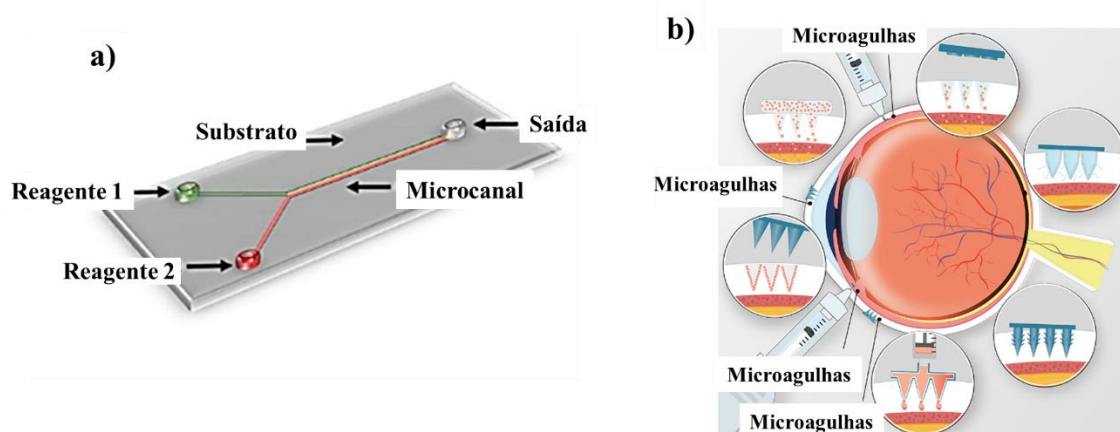 a)
Substrato
Saída
Reagente 1
Microcanal
Reagente 2
b)
Microagulhas
Microagulhas
Microagulhas
Microagulhas